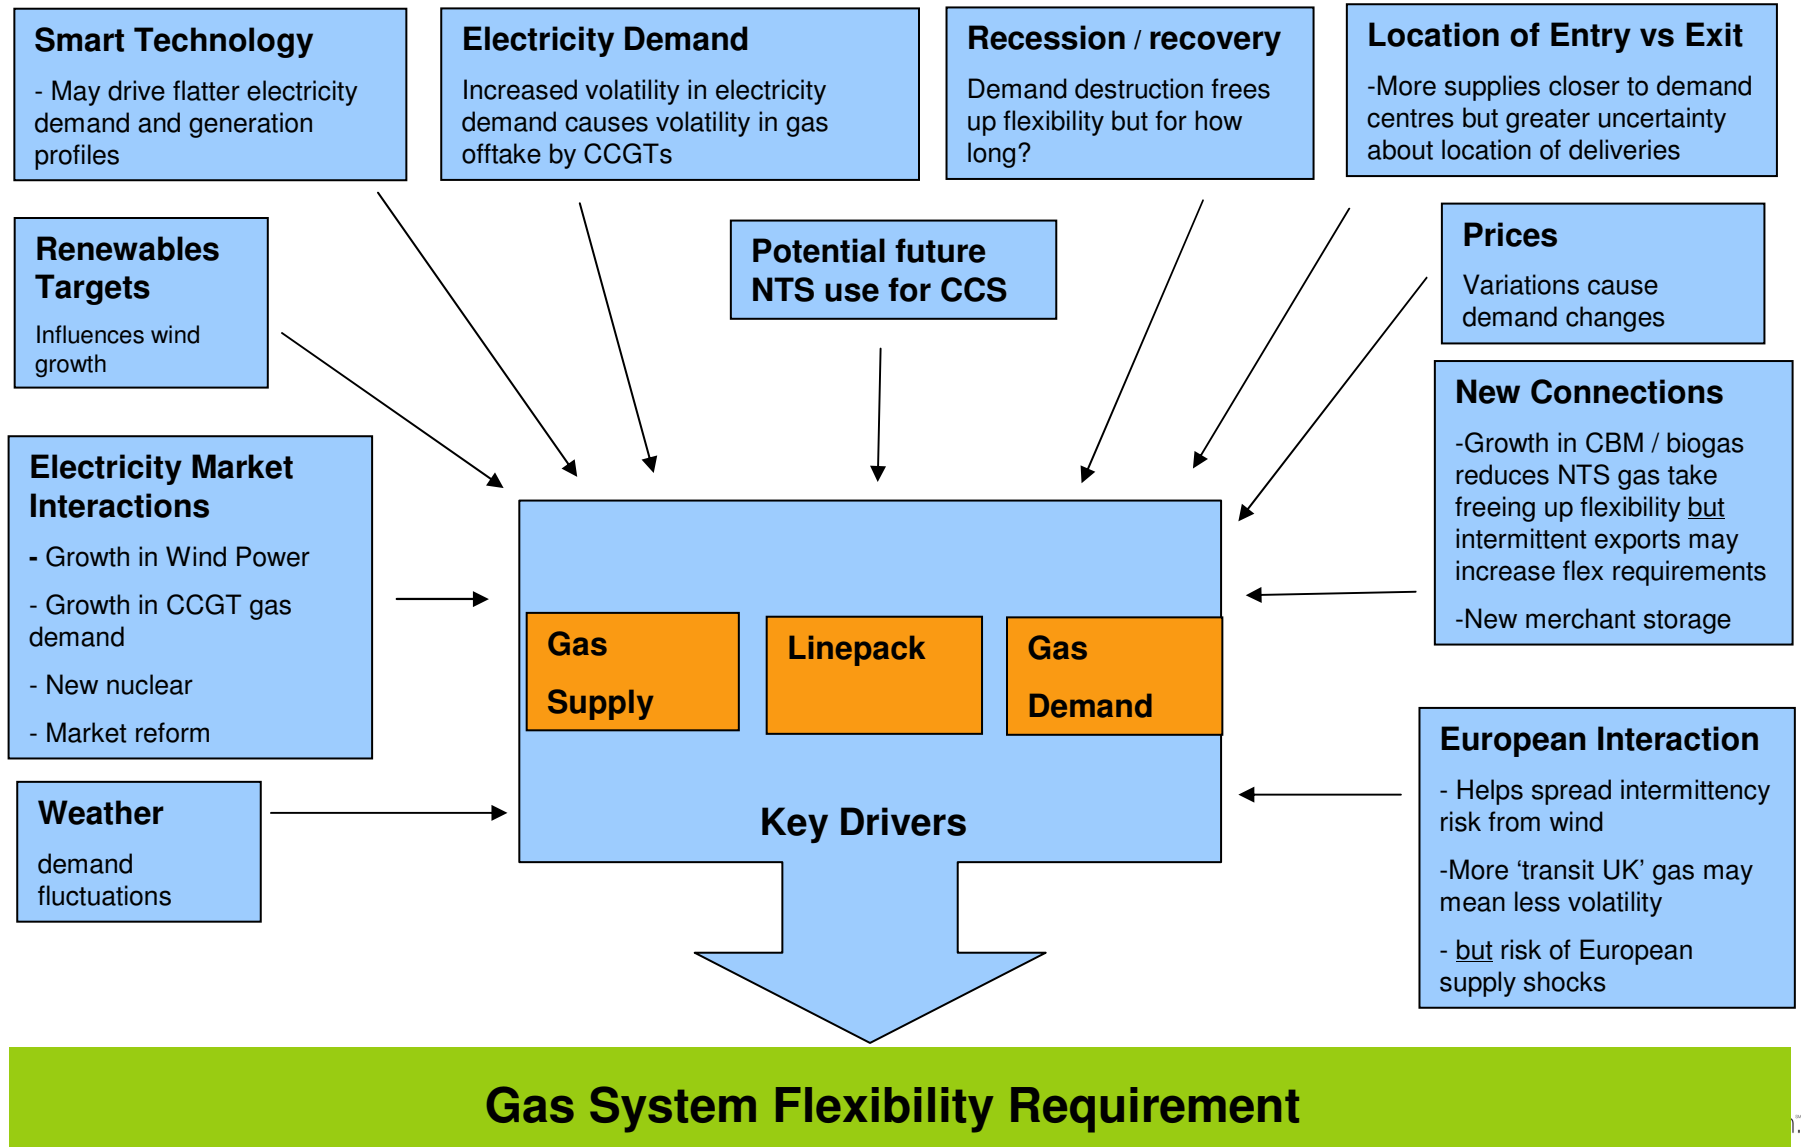 Smart Technology
- May drive flatter electricity
demand and generation
profiles
Electricity Demand
Increased volatility in electricity
demand causes volatility in gas
offtake by CCGTs
Recession / recovery
Demand destruction frees
up flexibility but for how
long?
Location of Entry vs Exit
-More supplies closer to demand
centres but greater uncertainty
about location of deliveries
Renewables
Targets
Influences wind
growth
Potential future
NTS use for CCS
Prices
Variations cause
demand changes
Electricity Market
Interactions
- Growth in Wind Power
- Growth in CCGT gas
demand
- New nuclear
- Market reform
New Connections
-Growth in CBM / biogas
reduces NTS gas take
freeing up flexibility but
intermittent exports may
increase flex requirements
-New merchant storage
Gas
Supply
Linepack
Gas
Demand
Key Drivers
Weather
demand
fluctuations
European Interaction
- Helps spread intermittency
risk from wind
-More ‘transit UK’ gas may
mean less volatility
- but risk of European
supply shocks
Gas System Flexibility Requirement